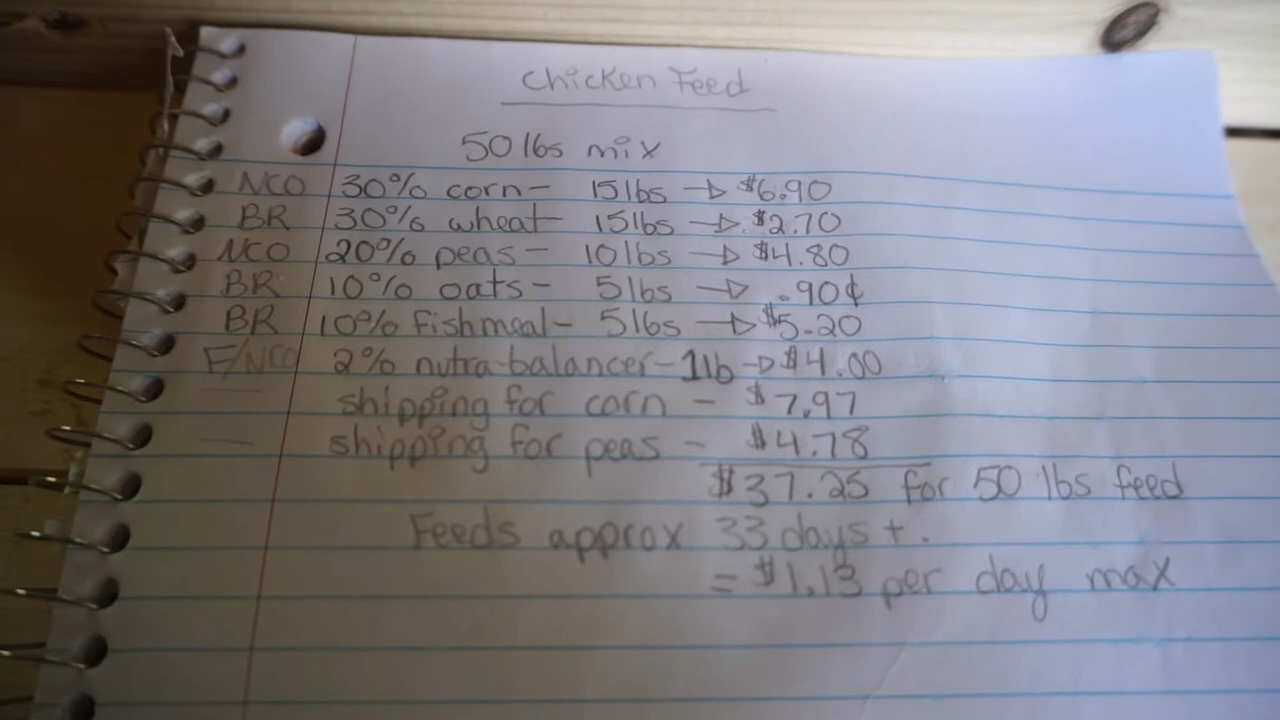 Chicken Feed
50 lbs mix
NCO 30% corn - 15lbs → $6.90
BR 30% wheat - 15lbs → $2.70
NCO 20% peas - 10lbs → $4.80
BR 10% oats - 5lbs → .90¢
BR 10% fishmeal - 5lbs → $5.20
F/NCO 2% nutra-balancer - 1lb → $4.00
shipping for corn - $7.97
shipping for peas - $4.78
$37.25 for 50 lbs feed
Feeds approx 33 days +.
= $1.13 per day max